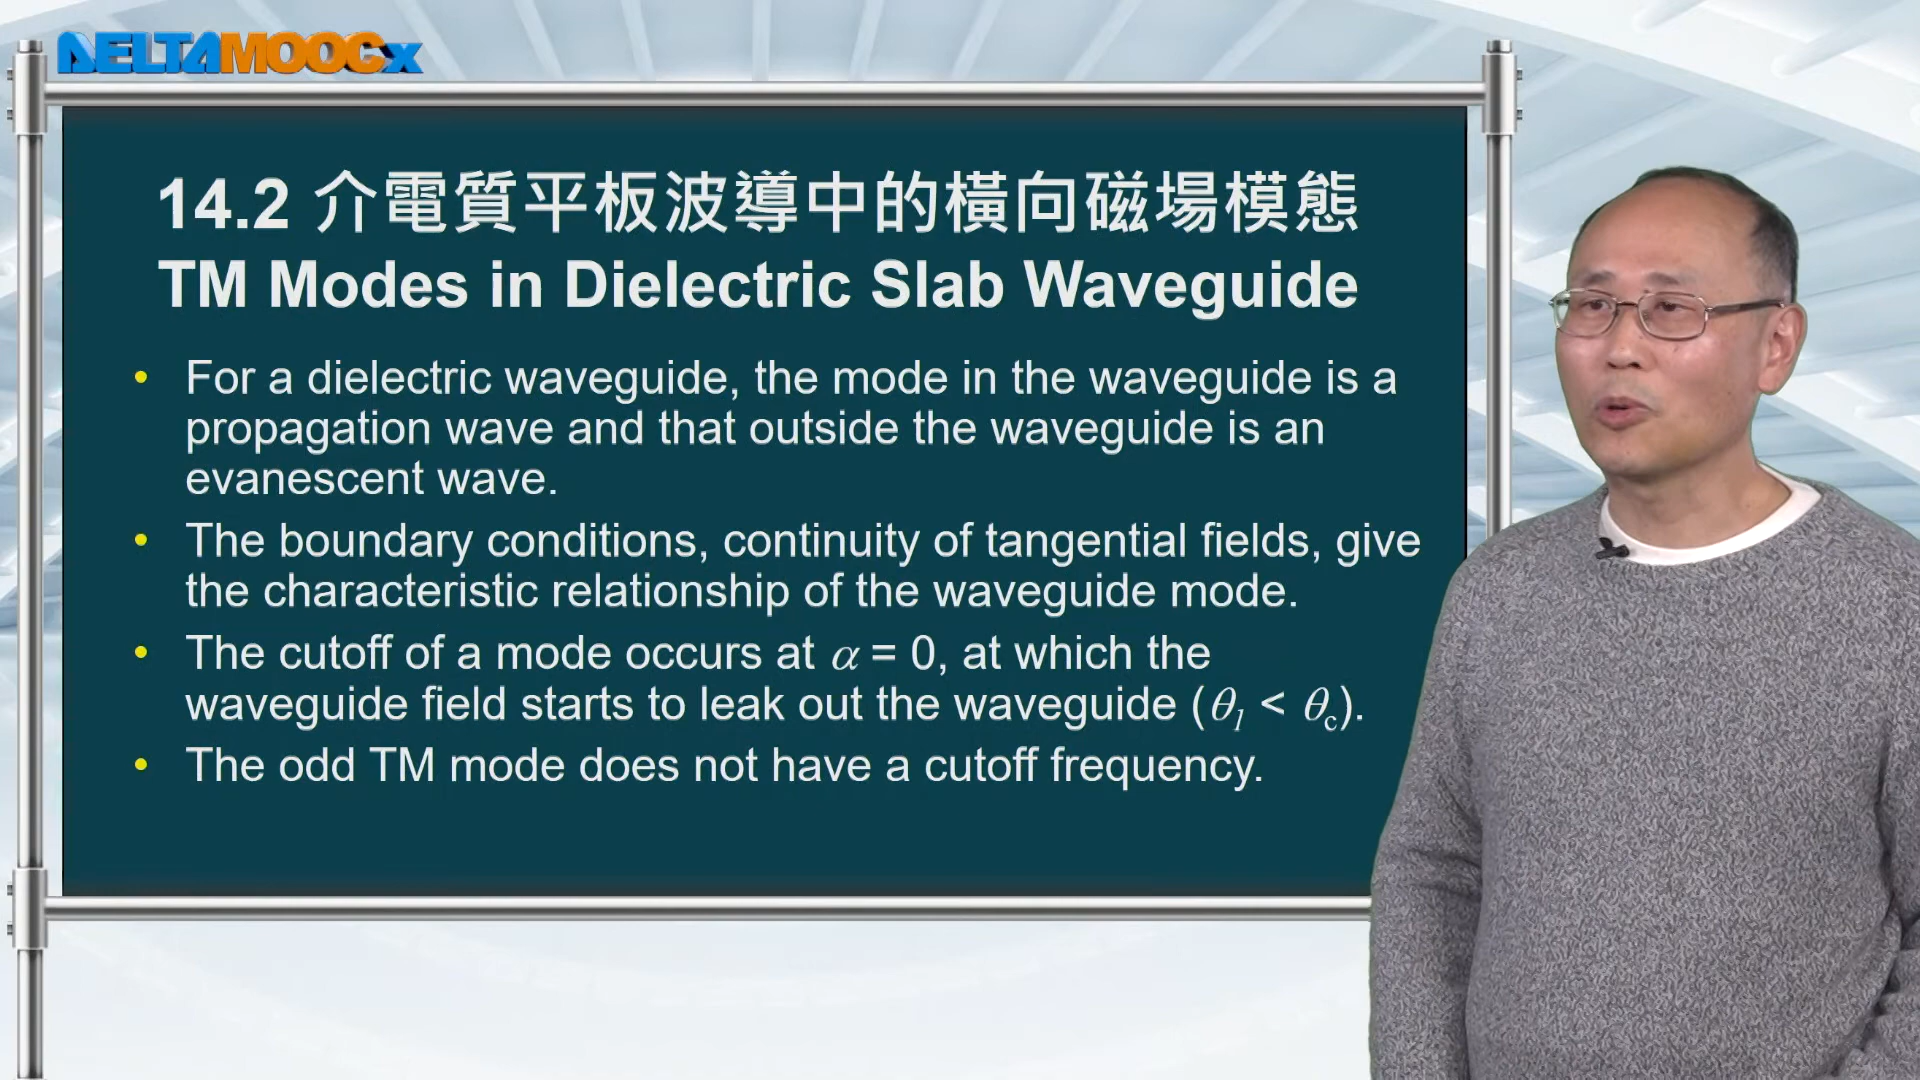 DELTAMOOCx
14.2 介電質平板波導中的橫向磁場模態
TM Modes in Dielectric Slab Waveguide
• For a dielectric waveguide, the mode in the waveguide is a
propagation wave and that outside the waveguide is an
evanescent wave.
• The boundary conditions, continuity of tangential fields, give
the characteristic relationship of the waveguide mode.
• The cutoff of a mode occurs at α = 0, at which the
waveguide field starts to leak out the waveguide (θ₁ < θc).
• The odd TM mode does not have a cutoff frequency.